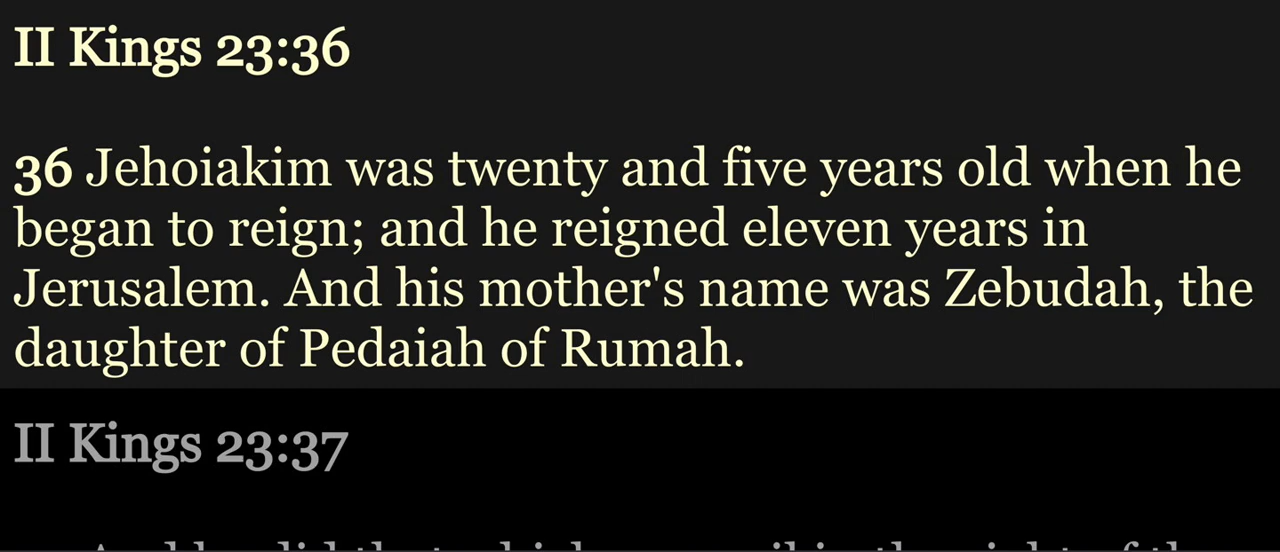 II Kings 23:36
36 Jehoiakim was twenty and five years old when he
began to reign; and he reigned eleven years in
Jerusalem. And his mother's name was Zebudah, the
daughter of Pedaiah of Rumah.
II Kings 23:37